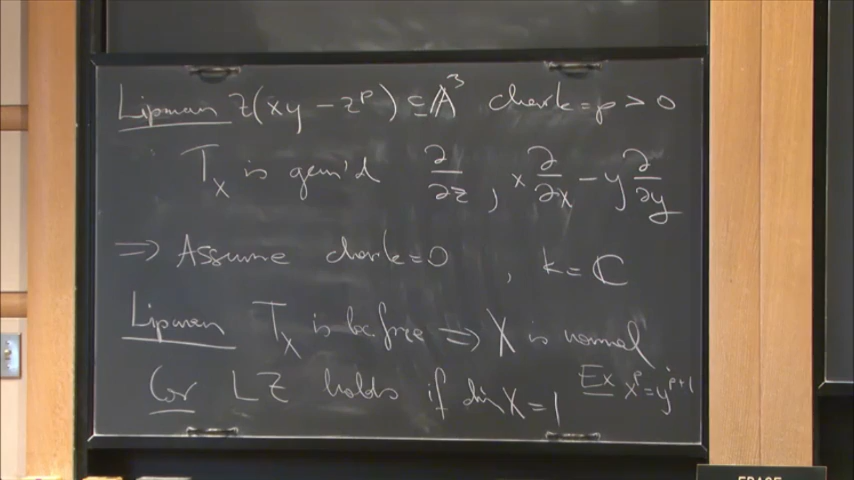 Lipman Z(xy - z^p) ⊆ A^3 char k = p > 0
T_X is gen'd ∂/∂z, x ∂/∂x - y ∂/∂y
⇒ Assume char k = 0, k = ℂ
Lipman T_X is loc free ⇒ X is normal
Cor LZ holds if dim X = 1 Ex x^p = y^{p+1}
ERASE